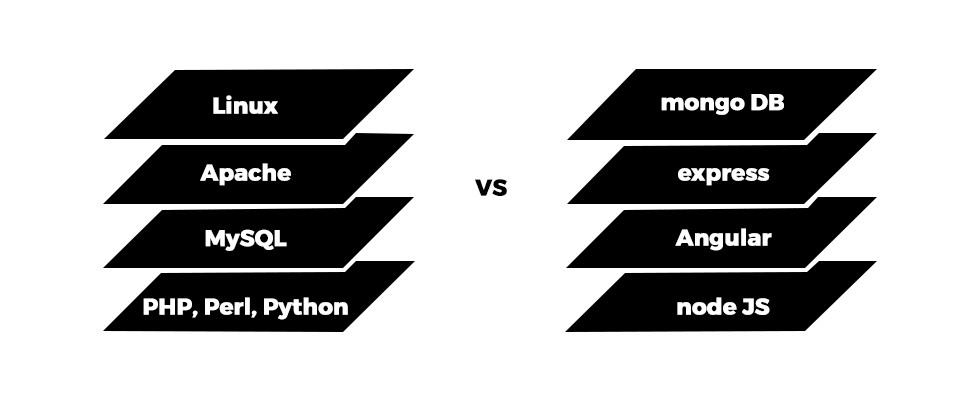 Linux
Apache
MySQL
PHP, Perl, Python
vs
mongo DB
express
Angular
node JS